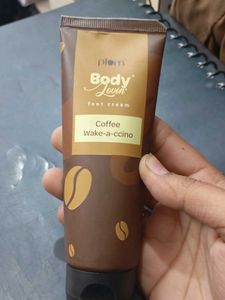 plum
Body
Lovin'
foot cream
Coffee
Wake-a-ccino